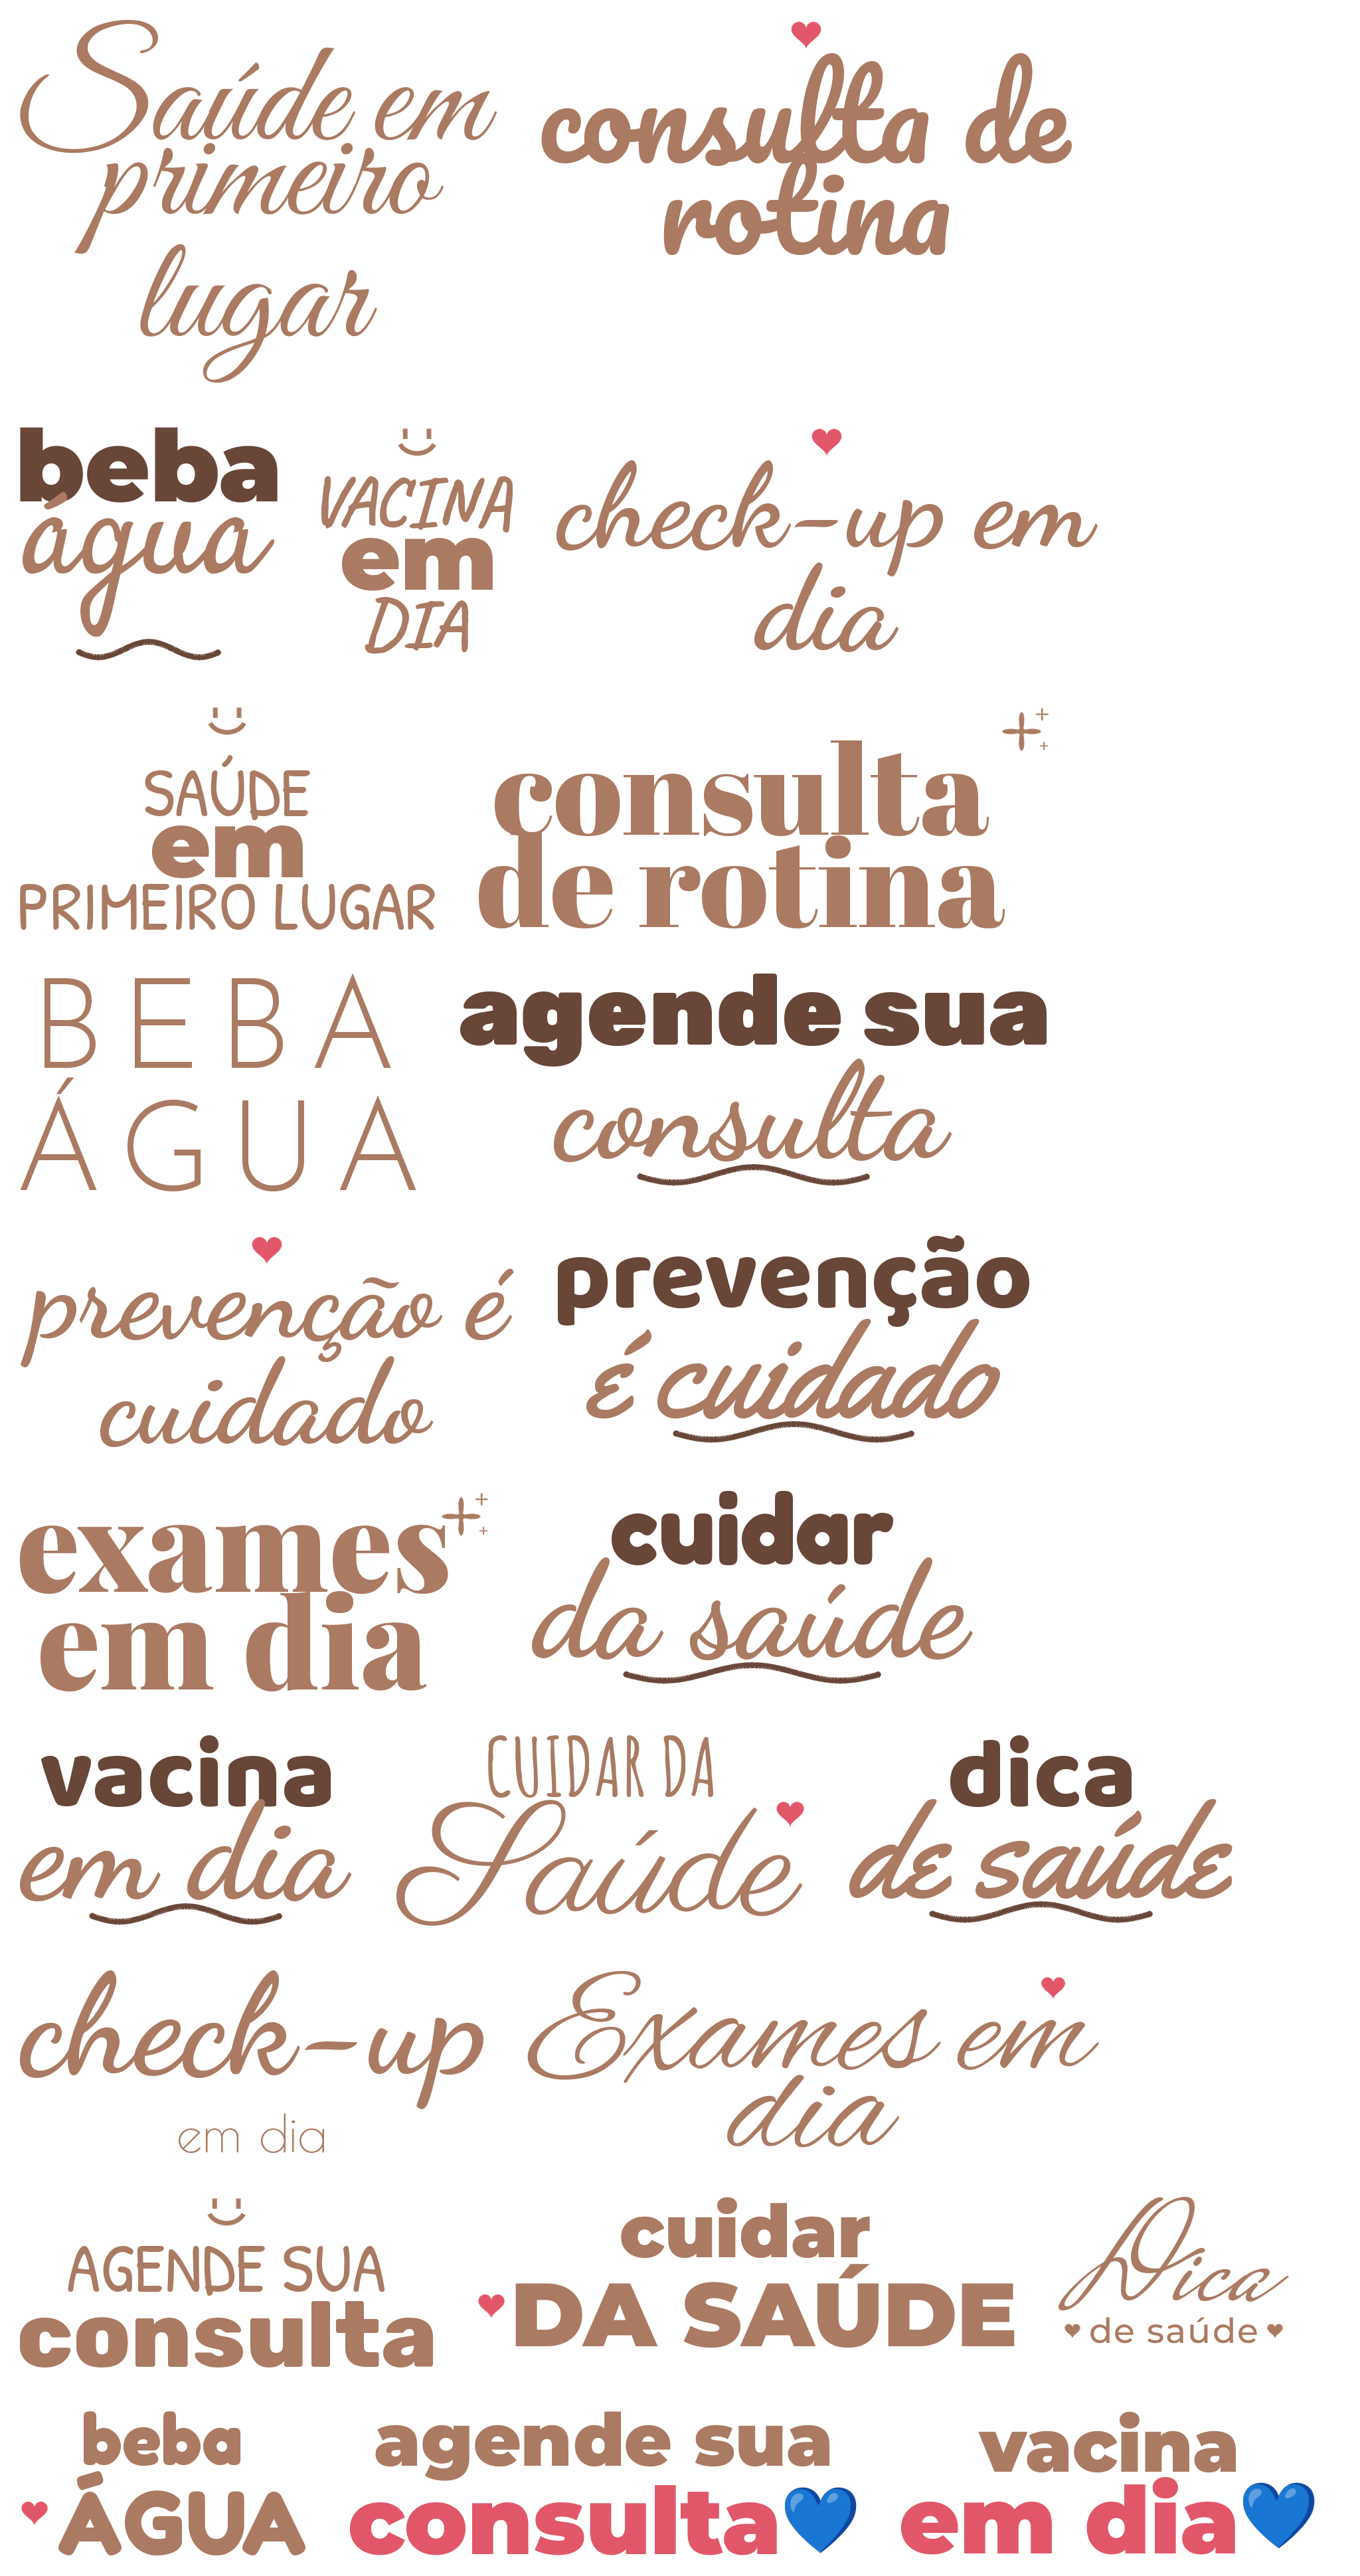 Saúde em
primeiro
lugar
consulta de
rotina
beba
água
VACINA
em
DIA
check-up em
dia
SAÚDE
em
PRIMEIRO LUGAR
consulta
de rotina
BEBA
ÁGUA
agende sua
consulta
prevenção é
cuidado
prevenção
é cuidado
exames
em dia
cuidar
da saúde
vacina
em dia
CUIDAR DA
Saúde
dica
de saúde
check-up
em dia
Exames em
dia
AGENDE SUA
consulta
cuidar
DA SAÚDE
Dica
de saúde
beba
ÁGUA
agende sua
consulta
vacina
em dia